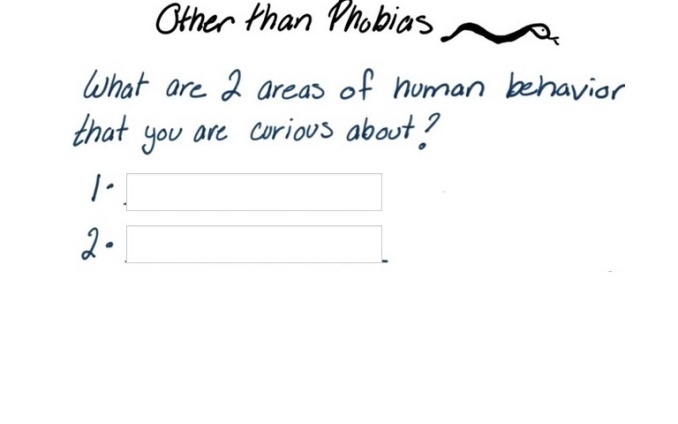 Other than Phobias
What are 2 areas of human behavior
that you are curious about?
1.
2.